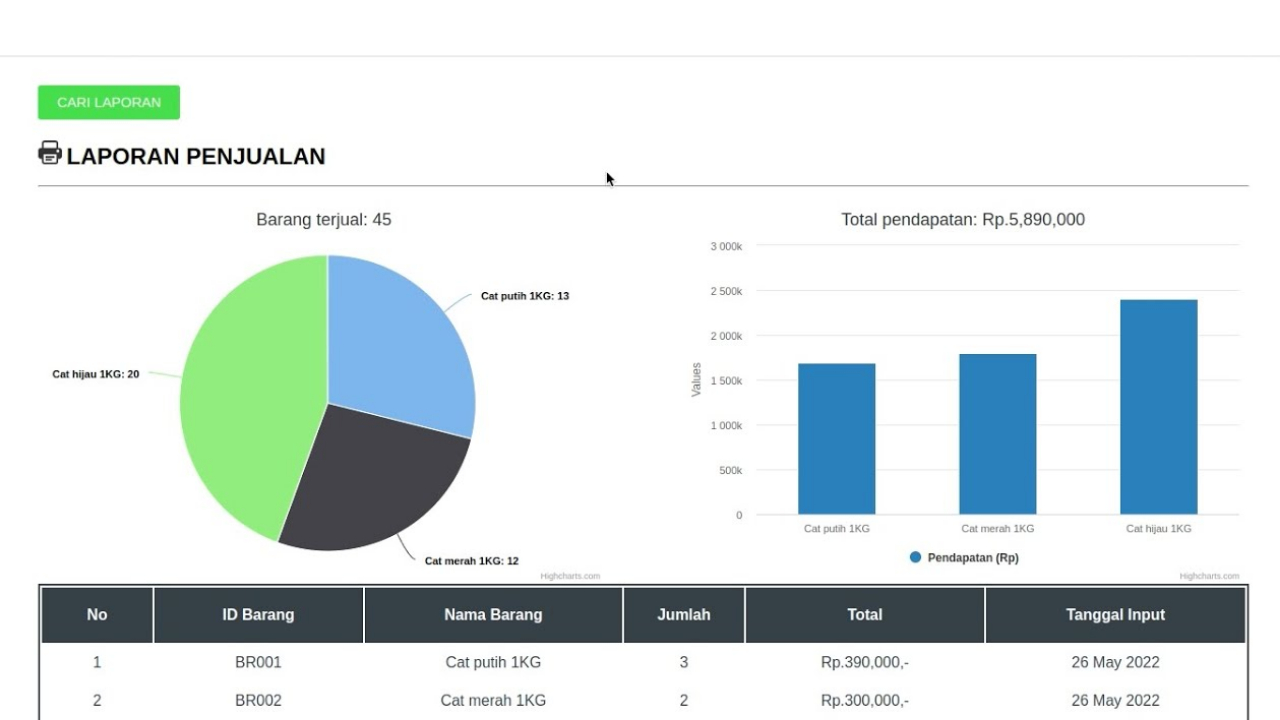 CARI LAPORAN
LAPORAN PENJUALAN
Barang terjual: 45
Cat putih 1KG: 13
Cat hijau 1KG: 20
Cat merah 1KG: 12
Highcharts.com
Total pendapatan: Rp.5,890,000
3 000k
2 500k
2 000k
1 500k
1 000k
500k
0
Values
Cat putih 1KG Cat merah 1KG Cat hijau 1KG
Pendapatan (Rp)
Highcharts.com
No ID Barang Nama Barang Jumlah Total Tanggal Input
1 BR001 Cat putih 1KG 3 Rp.390,000,- 26 May 2022
2 BR002 Cat merah 1KG 2 Rp.300,000,- 26 May 2022